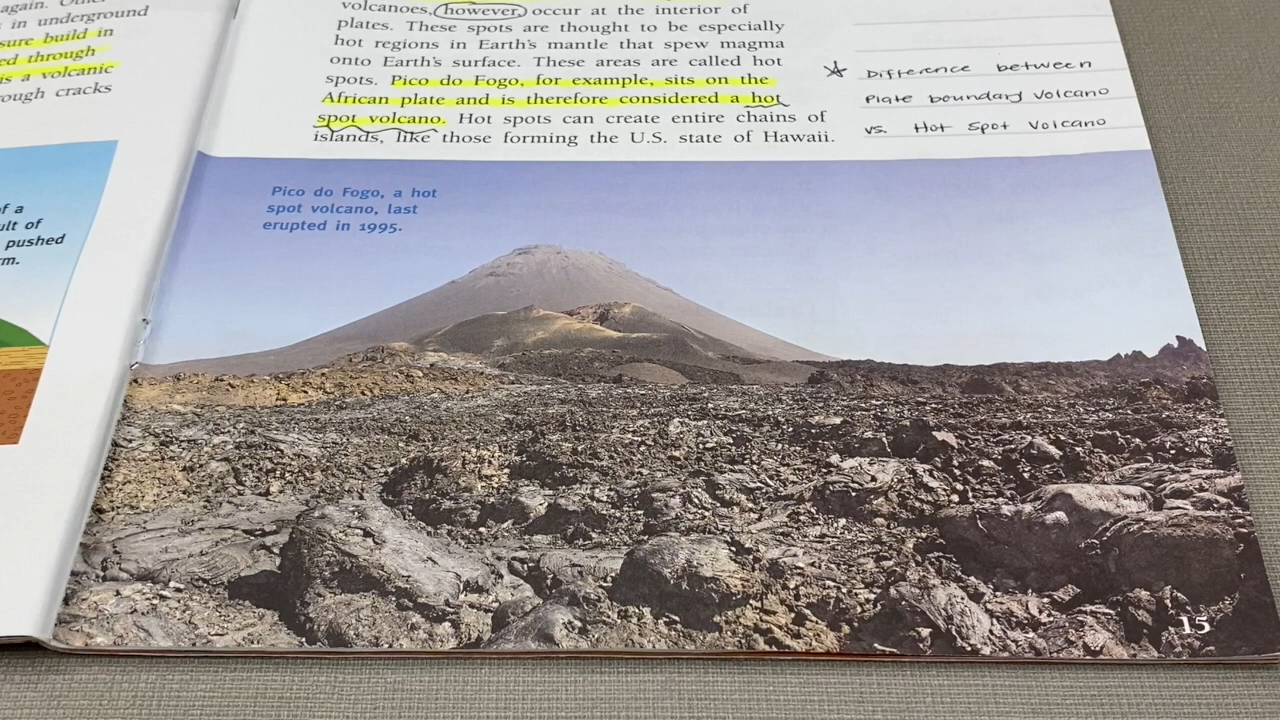 again. Other
in underground
sure build in
ed through
is a volcanic
ough cracks
f a
ult of
pushed
m.
volcanoes, however, occur at the interior of
plates. These spots are thought to be especially
hot regions in Earth's mantle that spew magma
onto Earth's surface. These areas are called hot
spots. Pico do Fogo, for example, sits on the
African plate and is therefore considered a hot
spot volcano. Hot spots can create entire chains of
islands, like those forming the U.S. state of Hawaii.
Difference between
Plate boundary Volcano
vs. Hot Spot Volcano
Pico do Fogo, a hot
spot volcano, last
erupted in 1995.
15